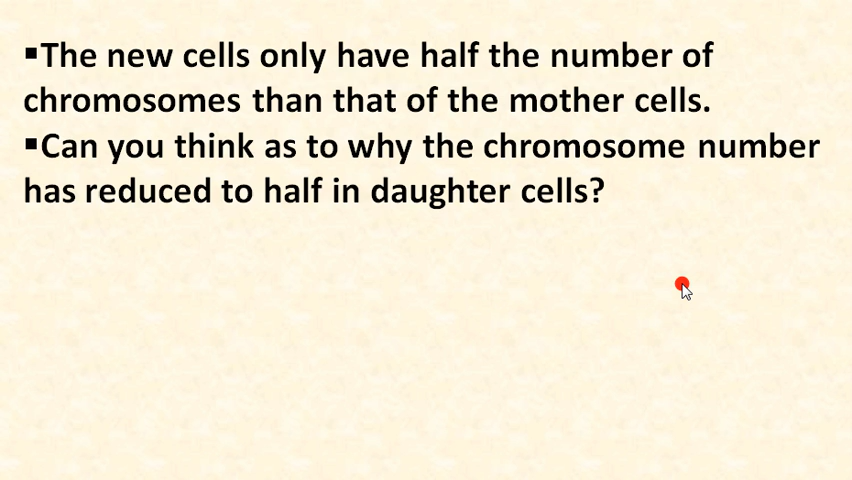 ▪The new cells only have half the number of
chromosomes than that of the mother cells.
▪Can you think as to why the chromosome number
has reduced to half in daughter cells?